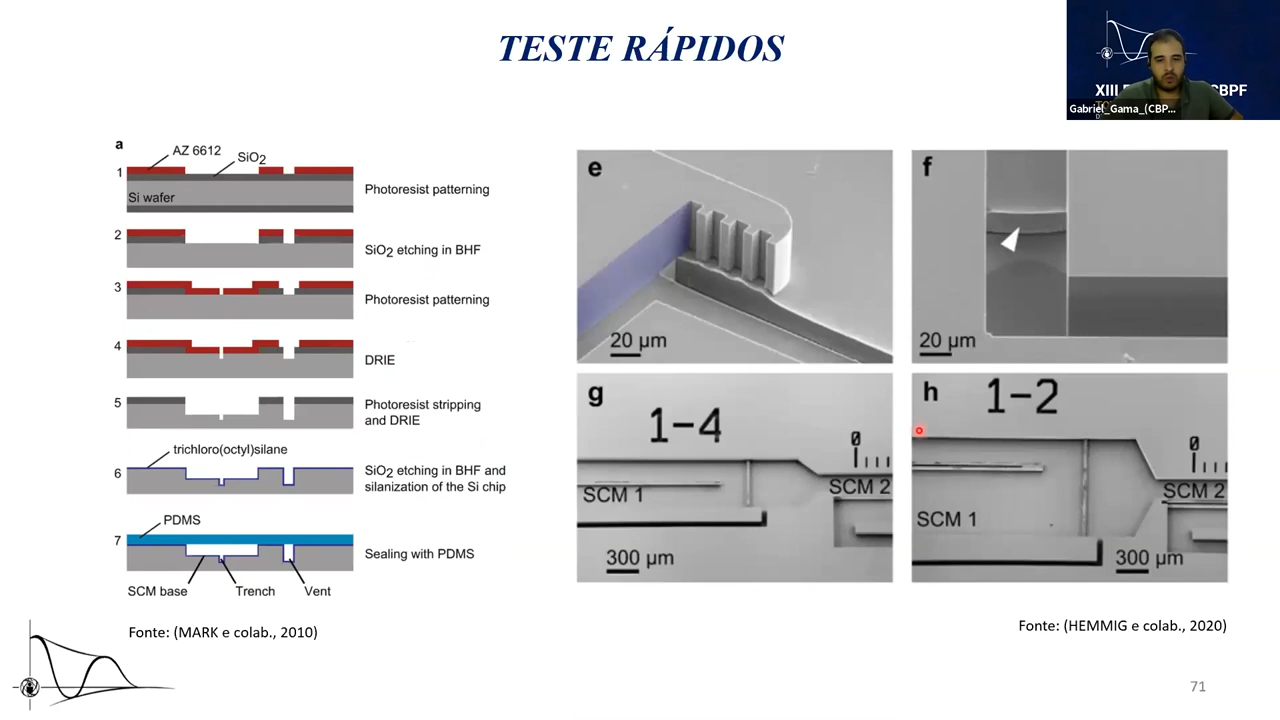 TESTE RÁPIDOS
XIII
CBPF
Gabriel_Gama_(CBP...
a
AZ 6612
SiO2
1
Si wafer
Photoresist patterning
2
SiO2 etching in BHF
3
Photoresist patterning
4
DRIE
5
Photoresist stripping
and DRIE
trichloro(octyl)silane
6
SiO2 etching in BHF and
silanization of the Si chip
PDMS
7
Sealing with PDMS
SCM base
Trench
Vent
Fonte: (MARK e colab., 2010)
e
20 µm
f
20 µm
g
1-4
0
SCM 1
SCM 2
300 µm
h
1-2
0
SCM 1
SCM 2
300 µm
Fonte: (HEMMIG e colab., 2020)
71